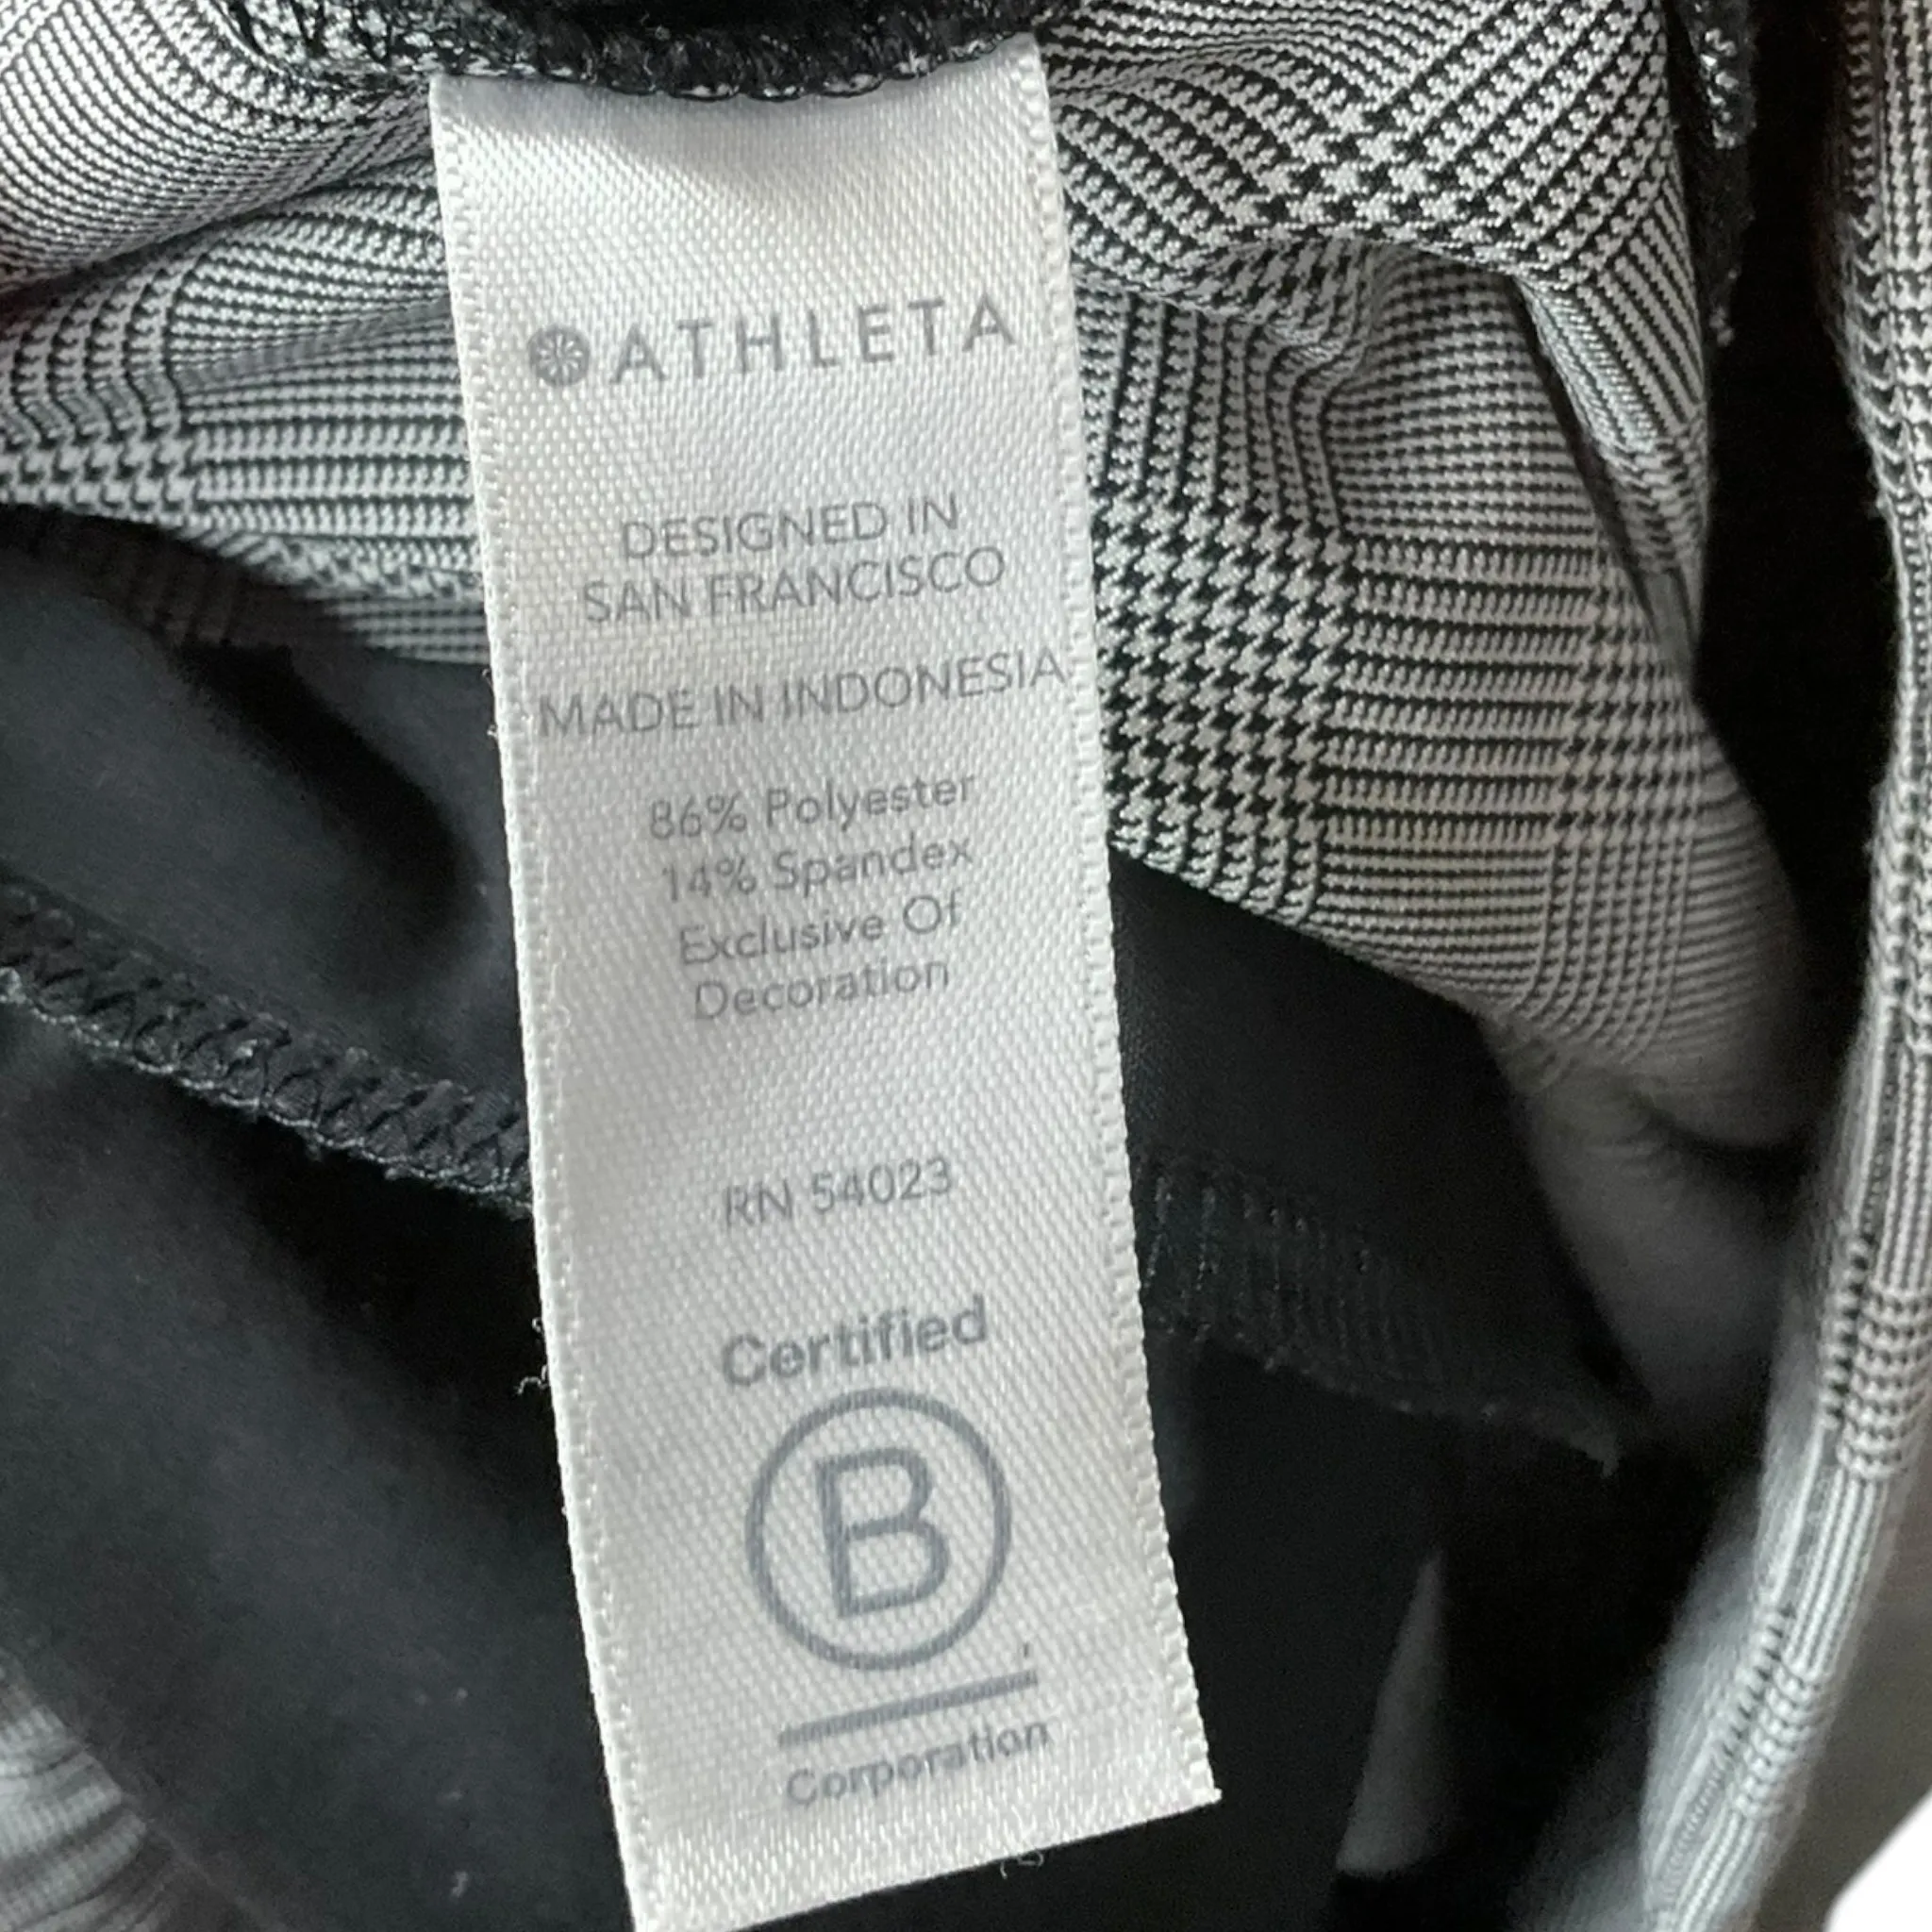 ATHLETA
DESIGNED IN
SAN FRANCISCO
MADE IN INDONESIA
86% Polyester
14% Spandex
Exclusive Of
Decoration
RN 54023
Certified
B
Corporation